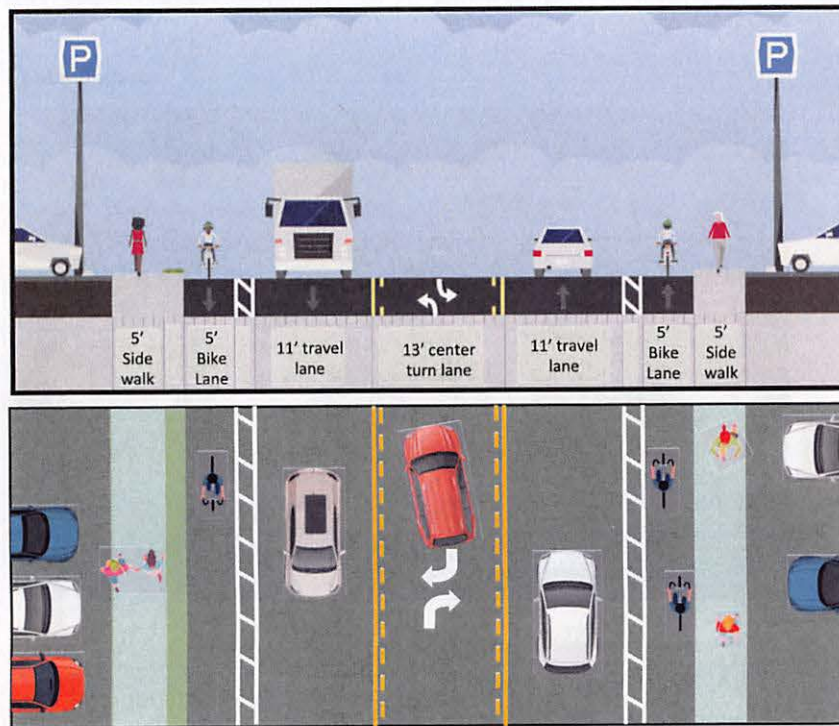 P
P
5'
Side
walk
5'
Bike
Lane
11' travel
lane
13' center
turn lane
11' travel
lane
5'
Bike
Lane
5'
Side
walk